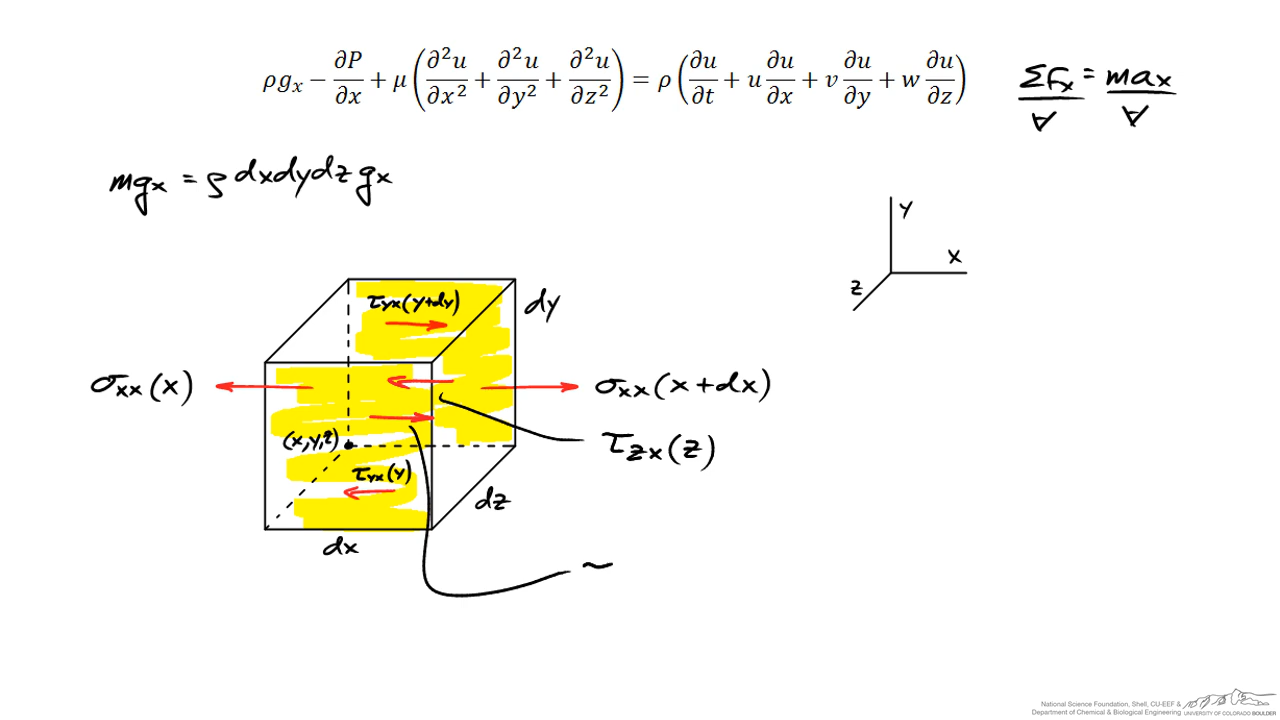 ρg_x − ∂P/∂x + μ(∂²u/∂x² + ∂²u/∂y² + ∂²u/∂z²) = ρ(∂u/∂t + u ∂u/∂x + v ∂u/∂y + w ∂u/∂z)
ΣF_x/∀ = ma_x/∀
mg_x = ρ dxdydz g_x
y
x
z
τ_yx(y+dy)
dy
σ_xx(x)
σ_xx(x+dx)
(x,y,z)
τ_zx(z)
τ_yx(y)
dz
dx
~
National Science Foundation, Shell, CU-EEF &
Department of Chemical & Biological Engineering
UNIVERSITY OF COLORADO BOULDER